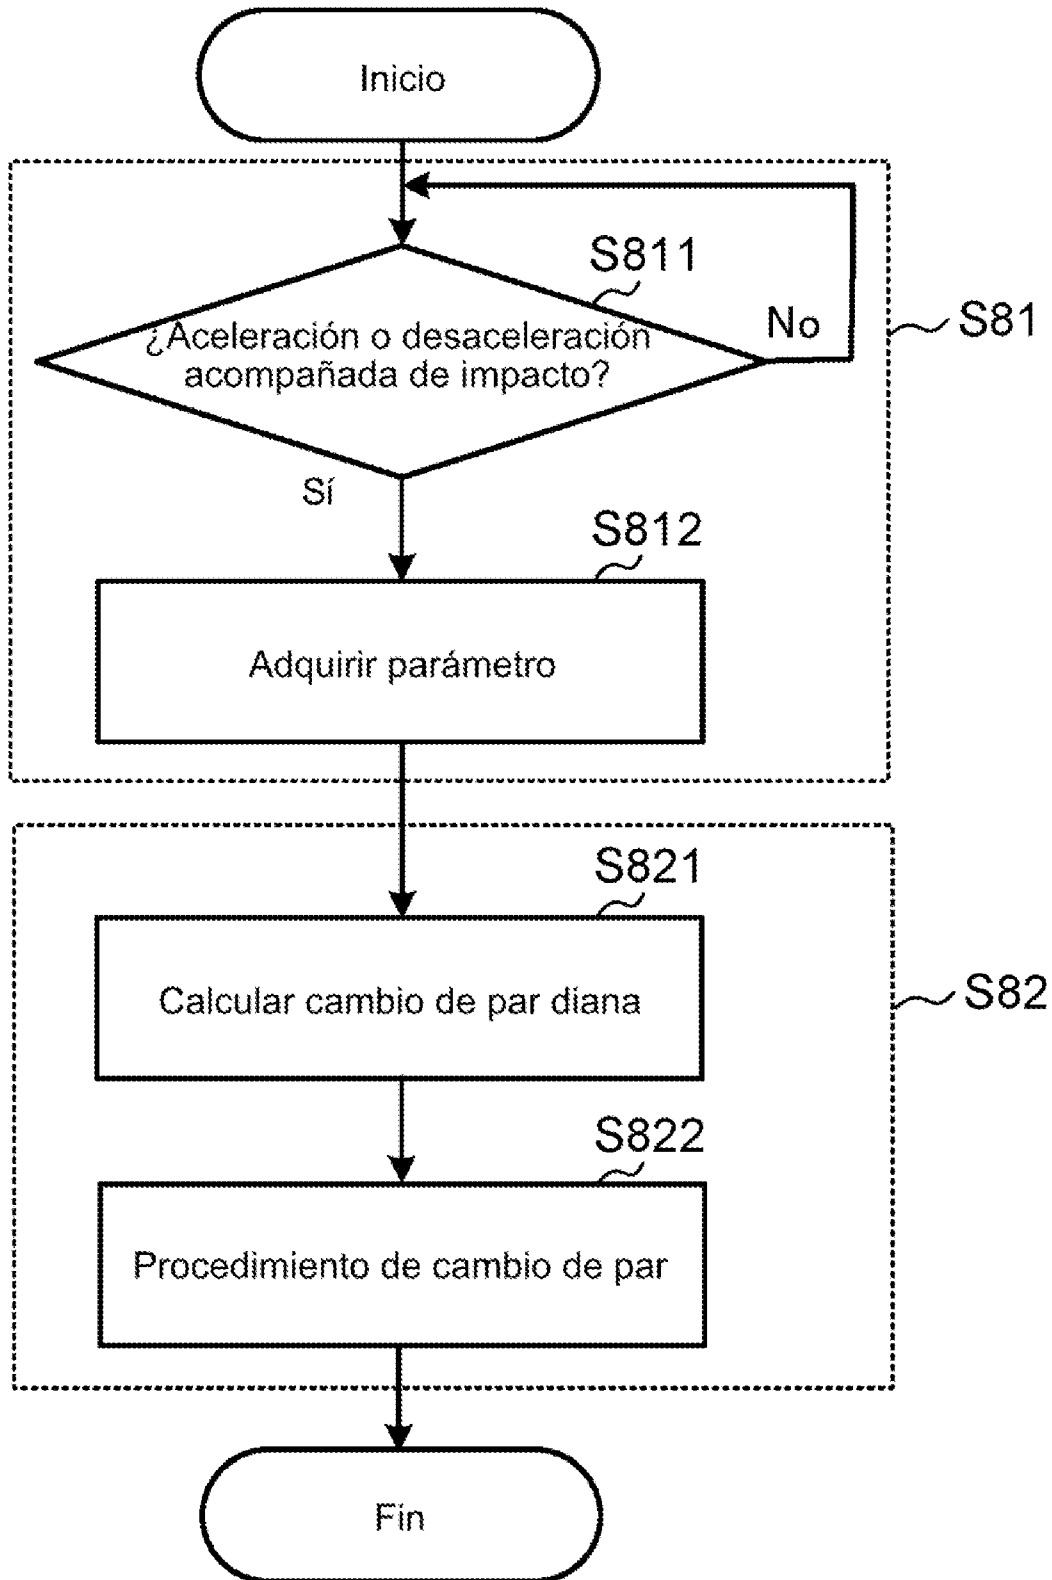 Inicio
S811
¿Aceleración o desaceleración
acompañada de impacto?
No
S81
Sí
S812
Adquirir parámetro
S821
Calcular cambio de par diana
S82
S822
Procedimiento de cambio de par
Fin